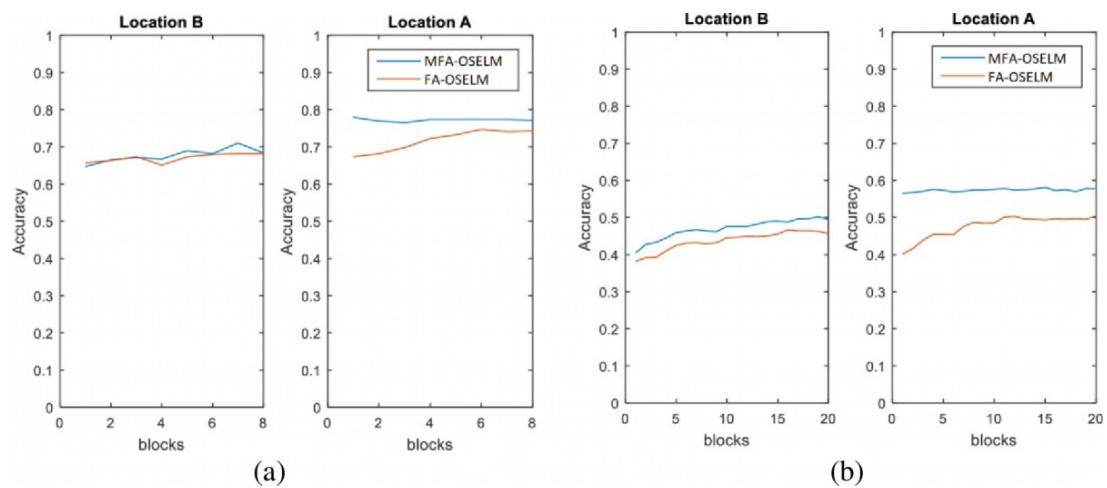 Location B
1
0.9
0.8
0.7
0.6
0.5
0.4
0.3
0.2
0.1
0
Accuracy
0 2 4 6 8
blocks
Location A
MFA-OSELM
FA-OSELM
1
0.9
0.8
0.7
0.6
0.5
0.4
0.3
0.2
0.1
0
Accuracy
0 2 4 6 8
blocks
(a)
Location B
1
0.9
0.8
0.7
0.6
0.5
0.4
0.3
0.2
0.1
0
Accuracy
0 5 10 15 20
blocks
Location A
MFA-OSELM
FA-OSELM
1
0.9
0.8
0.7
0.6
0.5
0.4
0.3
0.2
0.1
0
Accuracy
0 5 10 15 20
blocks
(b)